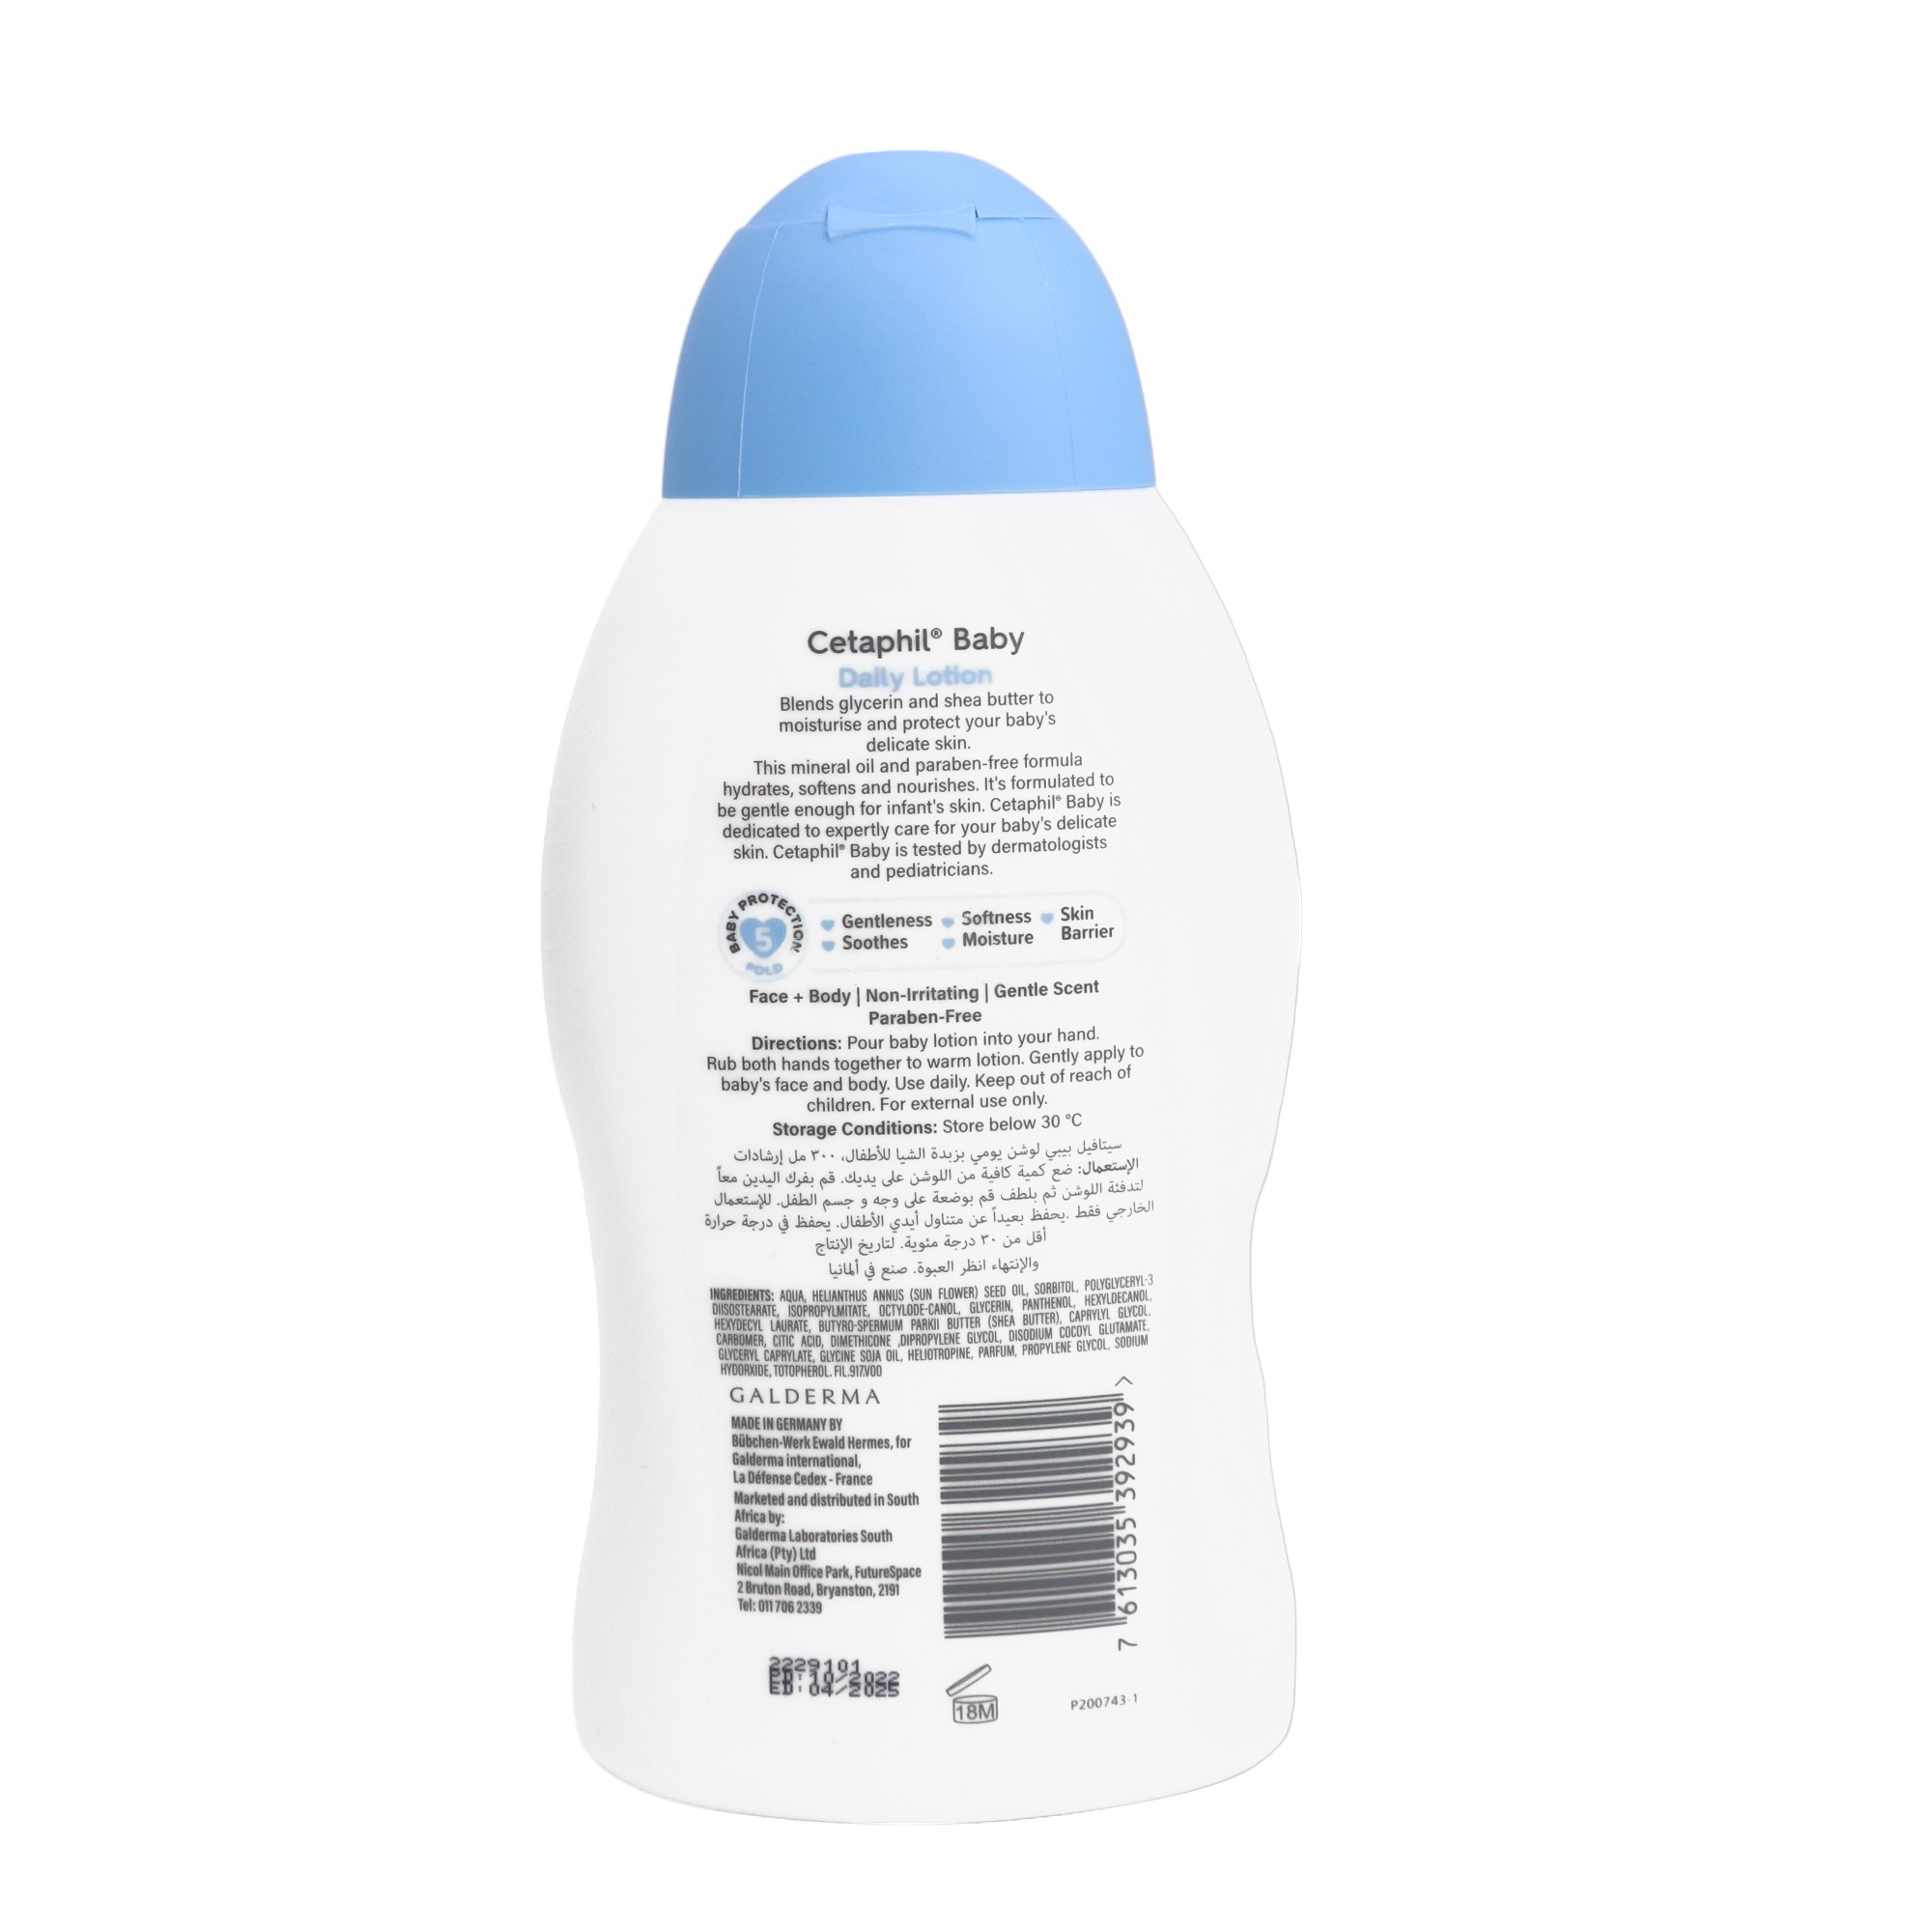 Cetaphil® Baby
Daily Lotion
Blends glycerin and shea butter to
moisturise and protect your baby's
delicate skin.
This mineral oil and paraben-free formula
hydrates, softens and nourishes. It's formulated to
be gentle enough for infant's skin. Cetaphil® Baby is
dedicated to expertly care for your baby's delicate
skin. Cetaphil® Baby is tested by dermatologists
and pediatricians.
BABY PROTECTION
5
FOLD
Gentleness Softness Skin
Soothes Moisture Barrier
Face + Body | Non-Irritating | Gentle Scent
Paraben-Free
Directions: Pour baby lotion into your hand.
Rub both hands together to warm lotion. Gently apply to
baby's face and body. Use daily. Keep out of reach of
children. For external use only.
Storage Conditions: Store below 30 °C
سيتافيل بيبي لوشن يومي بزبدة الشيا للأطفال، ٣٠٠ مل إرشادات
الإستعمال: ضع كمية كافية من اللوشن على يديك. قم بفرك اليدين معاً
لتدفئة اللوشن ثم بلطف قم بوضعة على وجه و جسم الطفل. للإستعمال
الخارجي فقط .يحفظ بعيداً عن متناول أيدي الأطفال. يحفظ في درجة حرارة
أقل من ٣٠ درجة مئوية. لتاريخ الإنتاج
والإنتهاء انظر العبوة. صنع في ألمانيا
INGREDIENTS: AQUA, HELIANTHUS ANNUS (SUN FLOWER) SEED OIL, SORBITOL, POLYGLYCERYL-3
DIISOSTEARATE, ISOPROPYLMITATE, OCTYLODE-CANOL, GLYCERIN, PANTHENOL, HEXYLDECANOL,
HEXYDECYL LAURATE, BUTYRO-SPERMUM PARKII BUTTER (SHEA BUTTER), CAPRYLYL GLYCOL,
CARBOMER, CITIC ACID, DIMETHICONE ,DIPROPYLENE GLYCOL, DISODIUM COCOYL GLUTAMATE,
GLYCERYL CAPRYLATE, GLYCINE SOJA OIL, HELIOTROPINE, PARFUM, PROPYLENE GLYCOL, SODIUM
HYDORXIDE, TOTOPHEROL. FIL.917.V00
GALDERMA
MADE IN GERMANY BY
Bübchen-Werk Ewald Hermes, for
Galderma international,
La Défense Cedex - France
Marketed and distributed in South
Africa by:
Galderma Laboratories South
Africa (Pty) Ltd
Nicol Main Office Park, FutureSpace
2 Bruton Road, Bryanston, 2191
Tel: 011 706 2339
7 613035 392939 >
2229101
PD: 10/2022
ED: 04/2025
18M
P200743-1